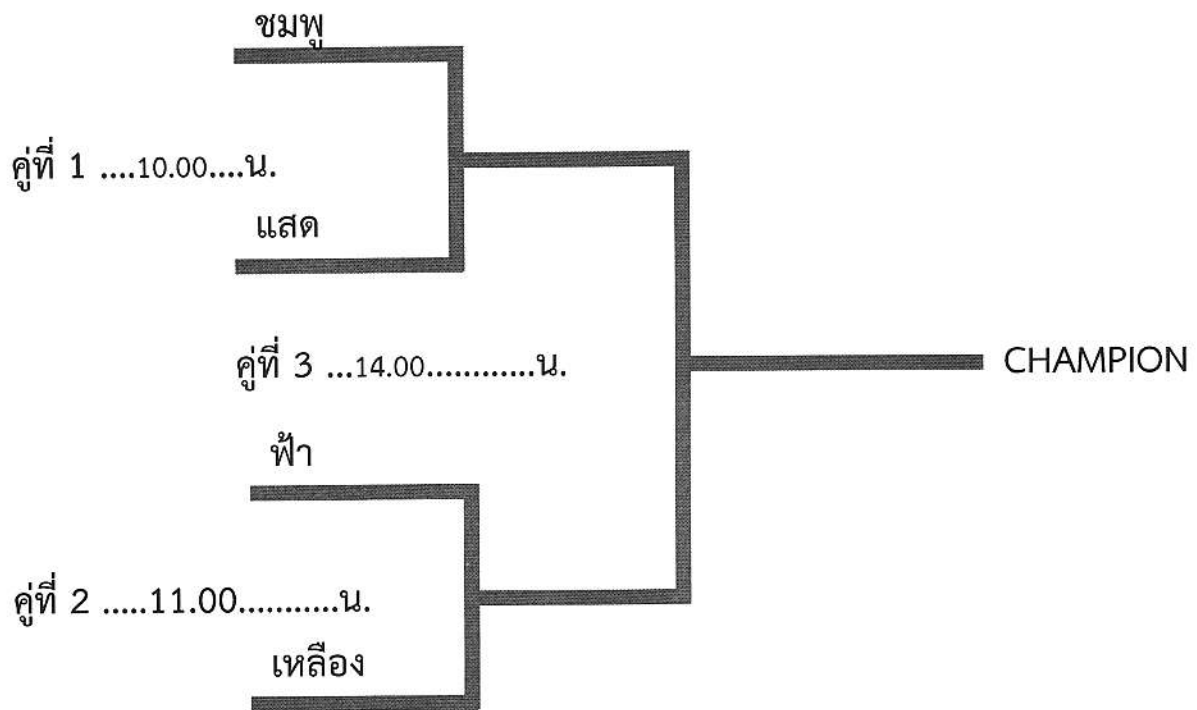 ชมพู
คู่ที่ 1 ....10.00....น.
แสด
คู่ที่ 3 ...14.00............น.
CHAMPION
ฟ้า
คู่ที่ 2 .....11.00...........น.
เหลือง